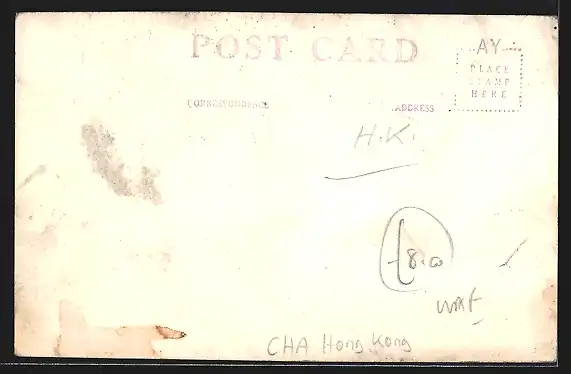 POST CARD
AY
PLACE
STAMP
HERE
CORRESPONDENCE
ADDRESS
H.K.
£8.00
CHA Hong Kong